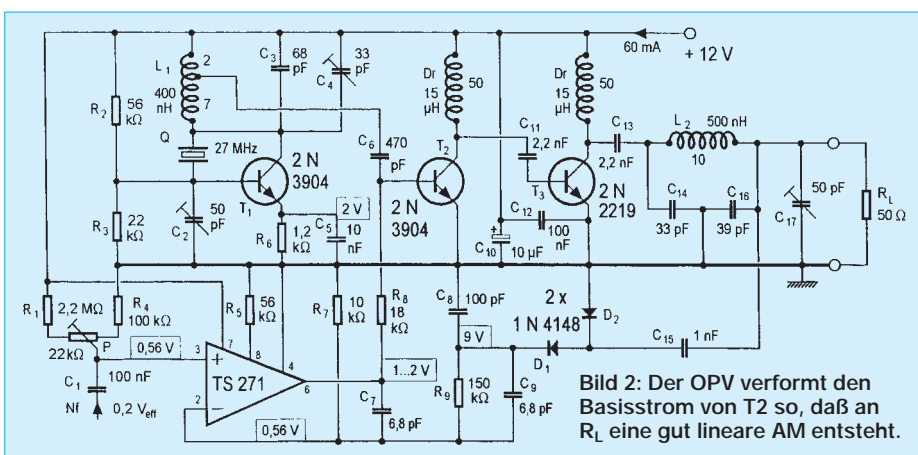 60 mA
+ 12 V
L1
2
400
nH
7
C3
68
pF
33
pF
C4
R2
56
kΩ
Q
27 MHz
C6
470
pF
Dr
15
µH
50
T2
C11
2,2 nF
Dr
15
µH
50
C13
2,2 nF
L2
500 nH
10
2 N
3904
T1
2 N
3904
T3
2 N
2219
R3
22
kΩ
50
pF
C2
R6
1,2
kΩ
C5
2 V
10
nF
C12
100
nF
C10
+
10 µF
C14
33 pF
C16
39 pF
50 pF
C17
RL
50 Ω
R1
2,2 MΩ
R4
100 kΩ
22kΩ
P
R5
56
kΩ
R7
10
kΩ
R8
18
kΩ
C8
100 pF
2 x
1 N 4148
D2
D1
C15
1 nF
9 V
0,56 V
3
+
7
8
4
TS 271
6
2
−
1...2 V
C1
100 nF
Nf
0,2 Veff
0,56 V
C7
6,8 pF
R9
150
kΩ
C9
6,8 pF
Bild 2: Der OPV verformt den
Basisstrom von T2 so, daß an
RL eine gut lineare AM entsteht.